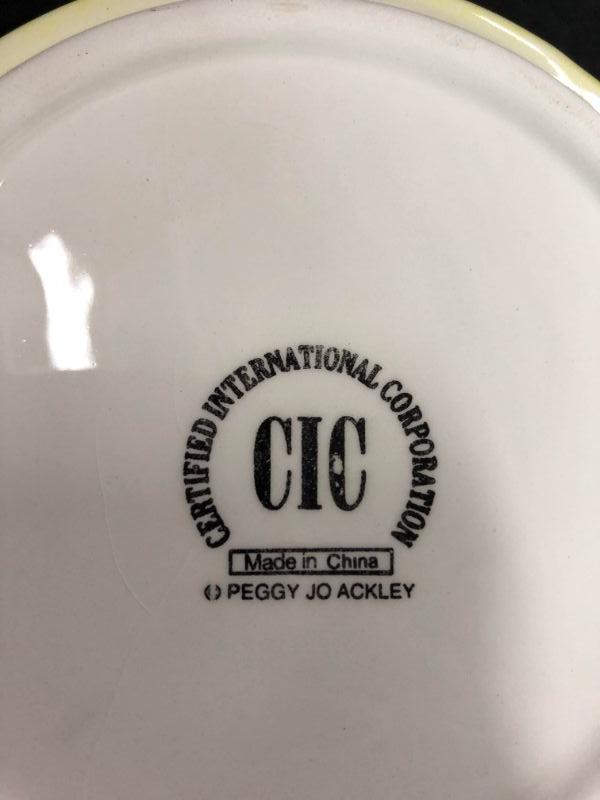 CERTIFIED INTERNATIONAL CORPORATION
CIC
Made in China
© PEGGY JO ACKLEY